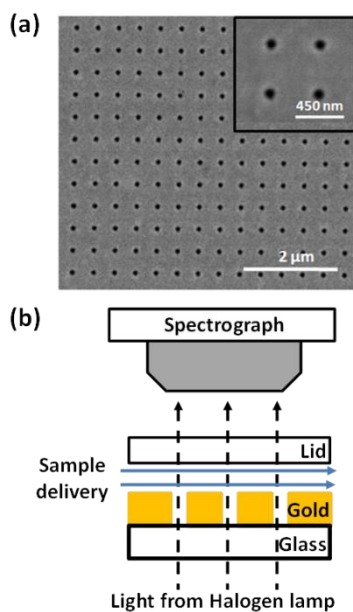 (a)
450 nm
2 μm
(b)
Spectrograph
Lid
Sample
delivery
Gold
Glass
Light from Halogen lamp